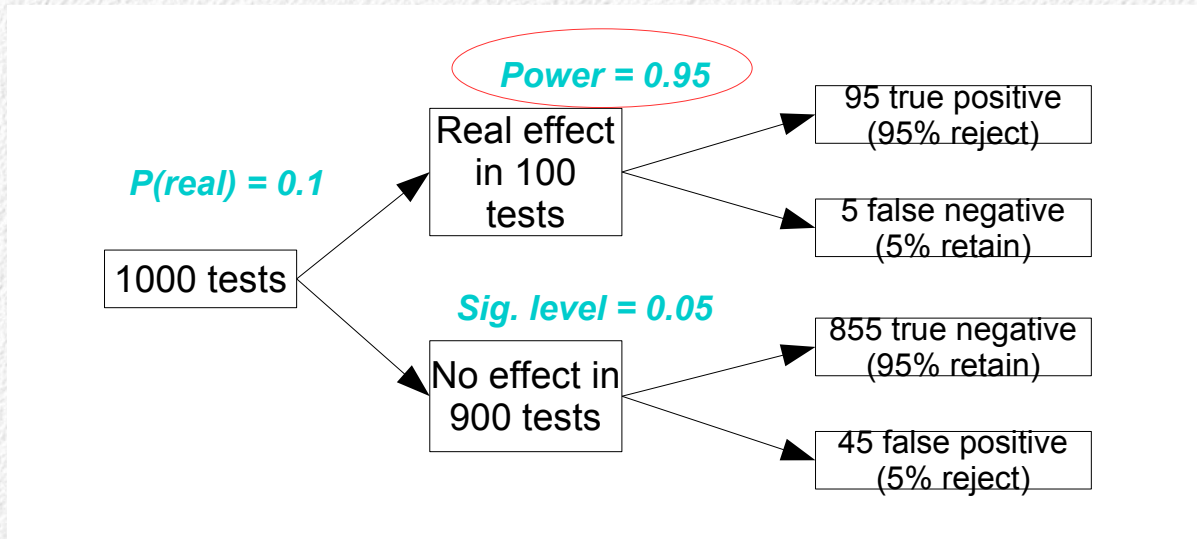 Power = 0.95
P(real) = 0.1
1000 tests
Real effect
in 100
tests
95 true positive
(95% reject)
5 false negative
(5% retain)
Sig. level = 0.05
No effect in
900 tests
855 true negative
(95% retain)
45 false positive
(5% reject)